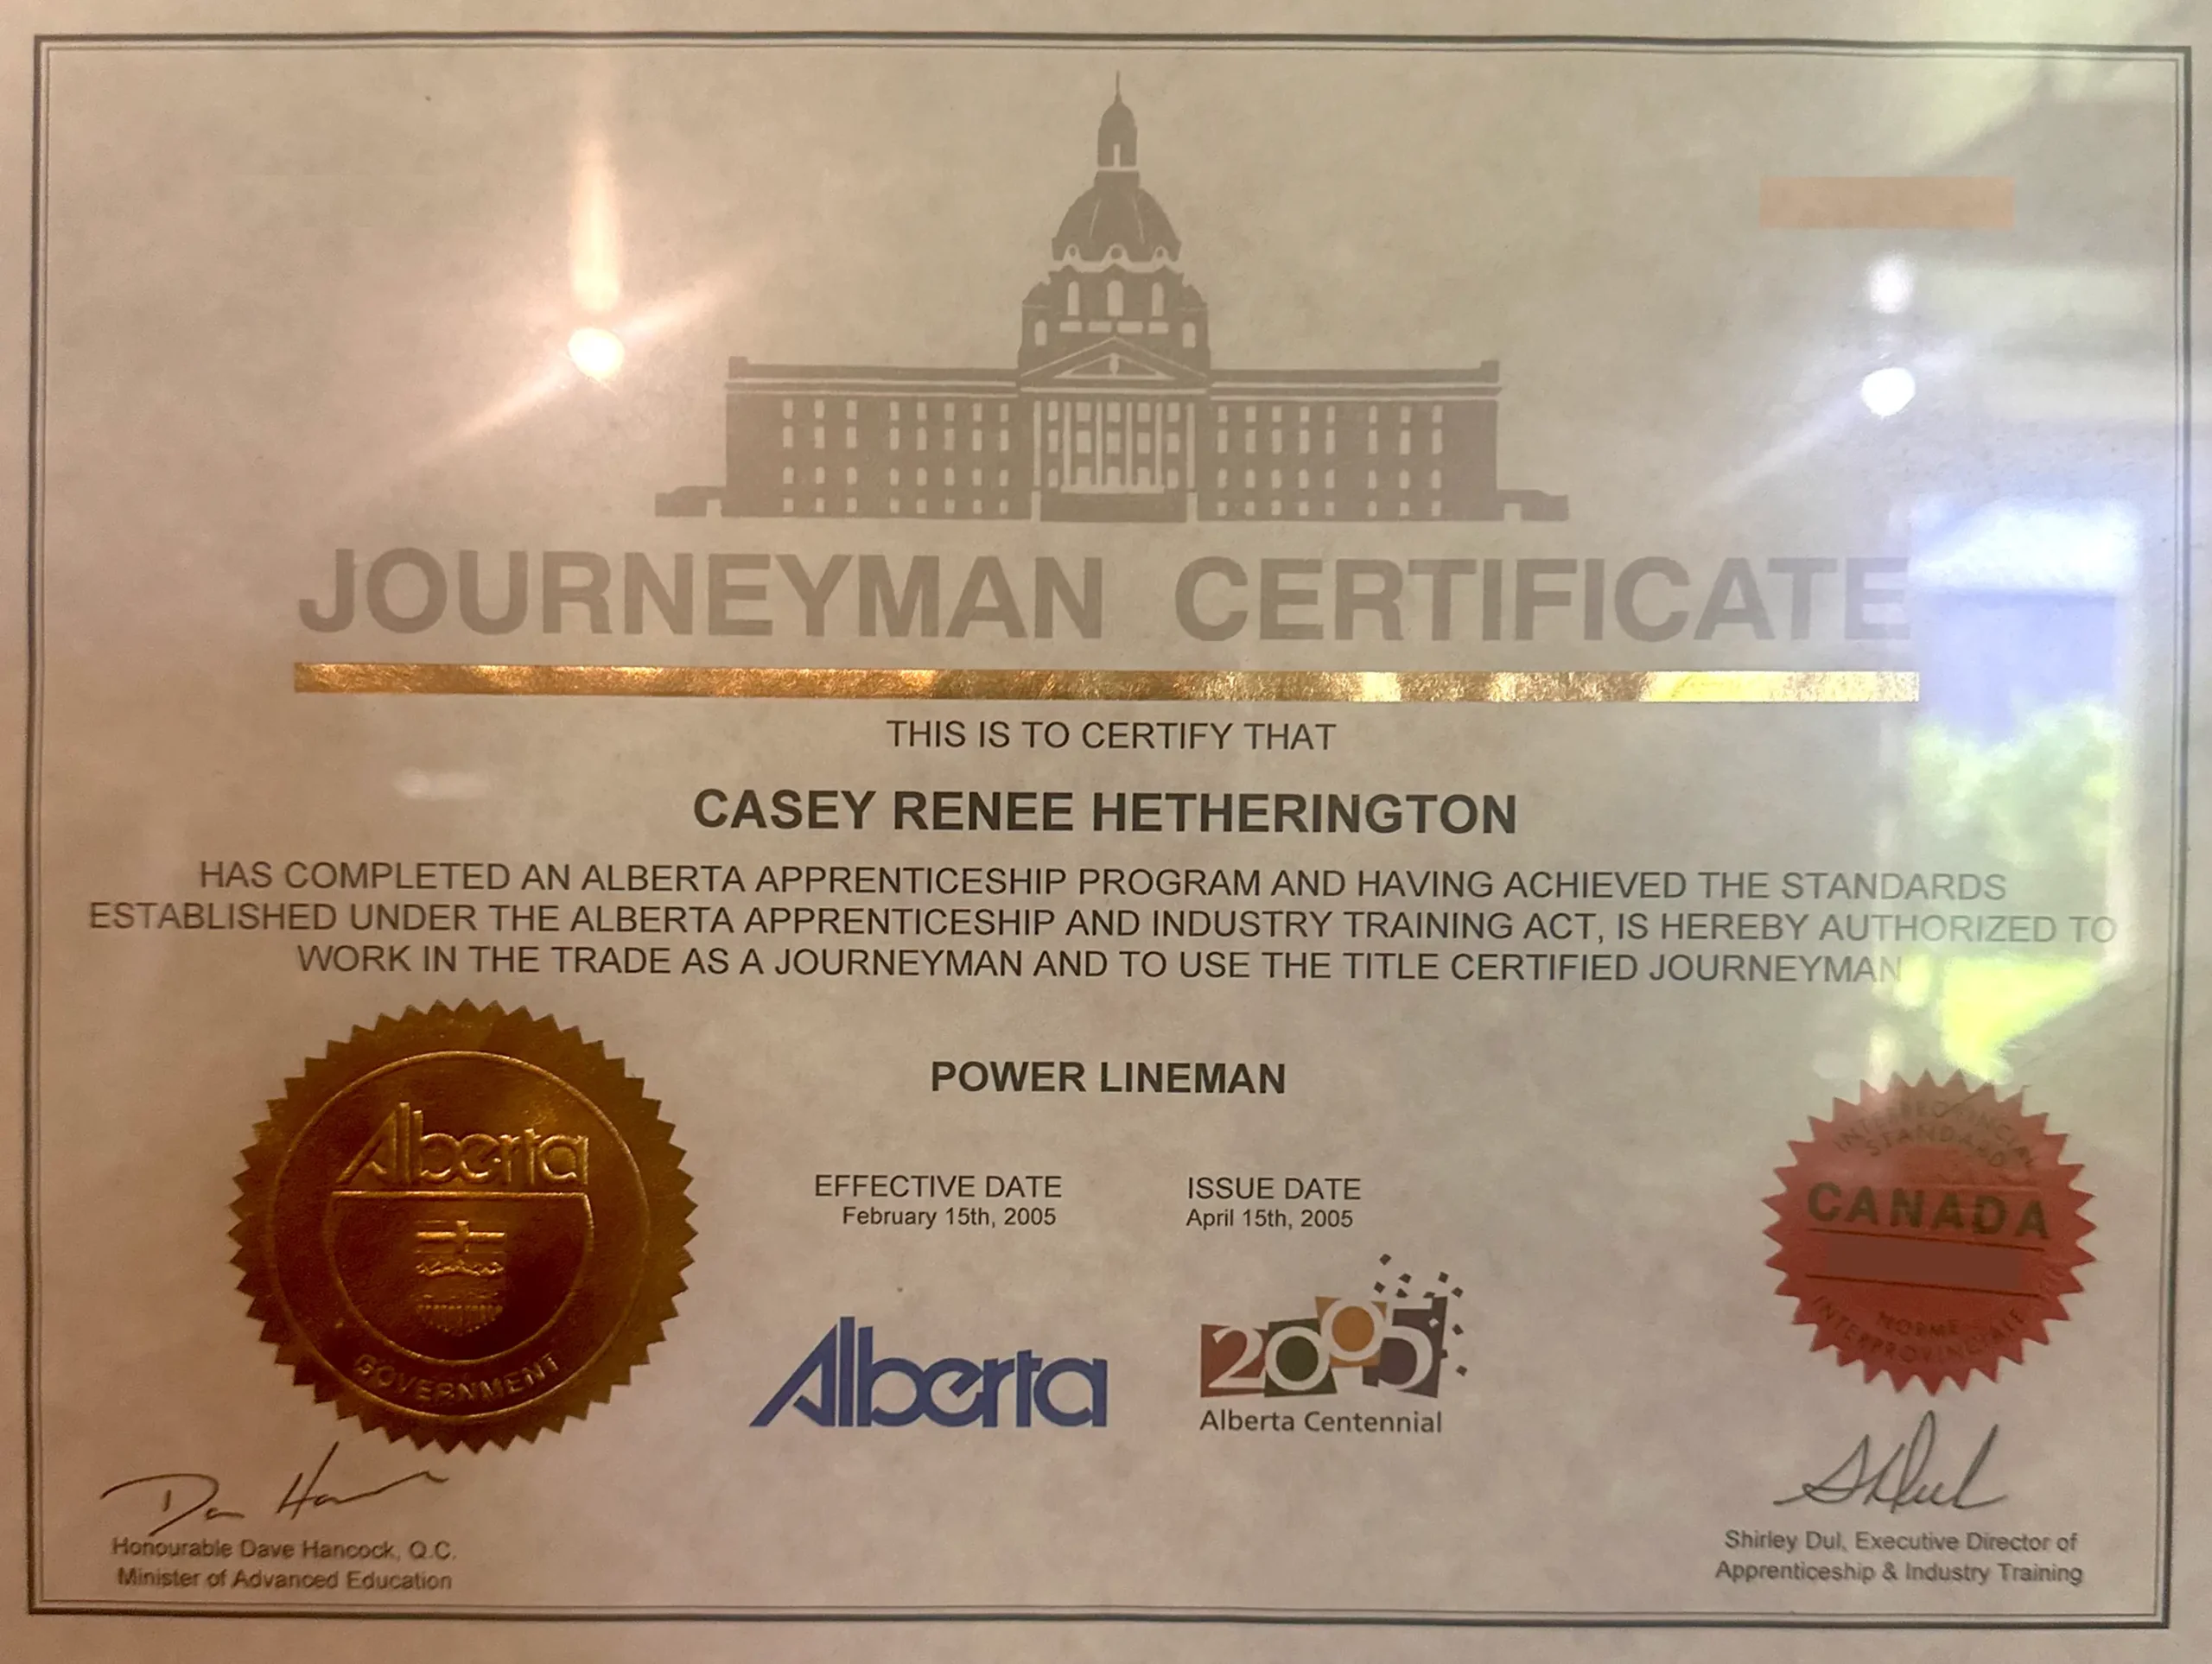 JOURNEYMAN CERTIFICATE
THIS IS TO CERTIFY THAT
CASEY RENEE HETHERINGTON
HAS COMPLETED AN ALBERTA APPRENTICESHIP PROGRAM AND HAVING ACHIEVED THE STANDARDS
ESTABLISHED UNDER THE ALBERTA APPRENTICESHIP AND INDUSTRY TRAINING ACT, IS HEREBY AUTHORIZED TO
WORK IN THE TRADE AS A JOURNEYMAN AND TO USE THE TITLE CERTIFIED JOURNEYMAN
POWER LINEMAN
Alberta
GOVERNMENT
EFFECTIVE DATE
February 15th, 2005
ISSUE DATE
April 15th, 2005
INTERPROVINCIAL
STANDARD
CANADA
NORME
INTERPROVINCIALE
Alberta
2005
Alberta Centennial
Dan Han
Honourable Dave Hancock, Q.C.
Minister of Advanced Education
SDul
Shirley Dul, Executive Director of
Apprenticeship & Industry Training